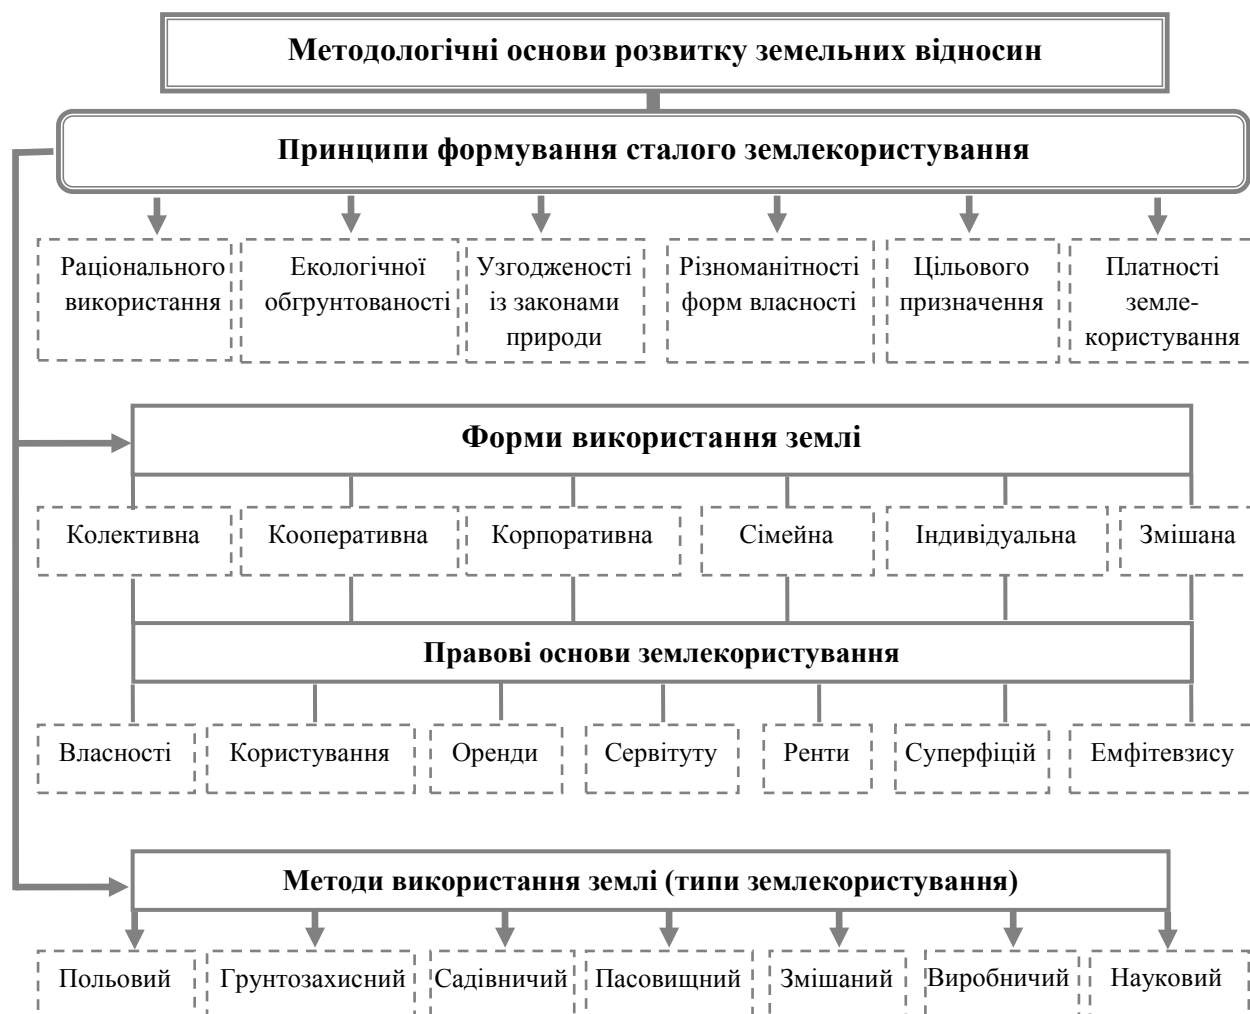 Методологічні основи розвитку земельних відносин
Принципи формування сталого землекористування
Раціонального
використання
Екологічної
обгрунтованості
Узгодженості
із законами
природи
Різноманітності
форм власності
Цільового
призначення
Платності
земле-
користування
Форми використання землі
Колективна
Кооперативна
Корпоративна
Сімейна
Індивідуальна
Змішана
Правові основи землекористування
Власності
Користування
Оренди
Сервітуту
Ренти
Суперфіцій
Емфітевзису
Методи використання землі (типи землекористування)
Польовий
Грунтозахисний
Садівничий
Пасовищний
Змішаний
Виробничий
Науковий